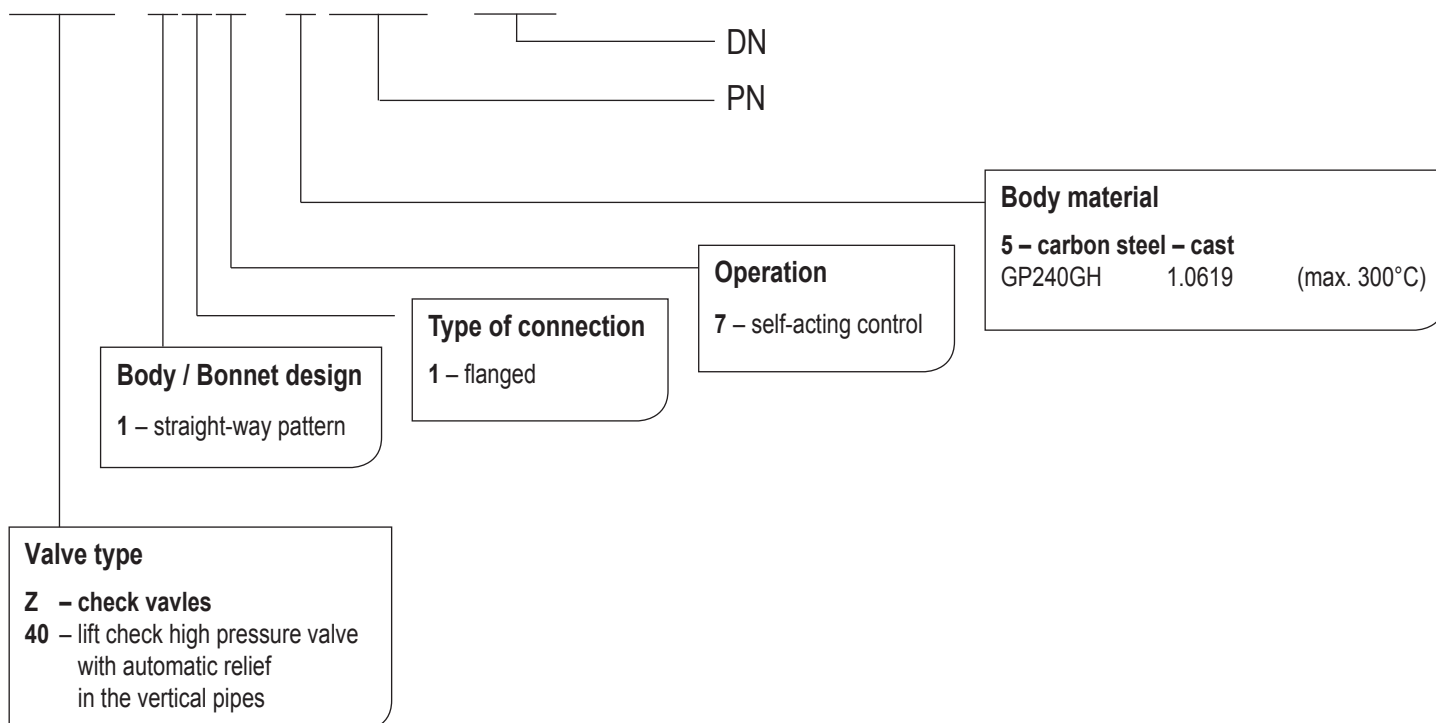 DN
PN
Body material
5 – carbon steel – cast
GP240GH 1.0619 (max. 300°C)
Operation
7 – self-acting control
Type of connection
1 – flanged
Body / Bonnet design
1 – straight-way pattern
Valve type
Z – check vavles
40 – lift check high pressure valve
with automatic relief
in the vertical pipes